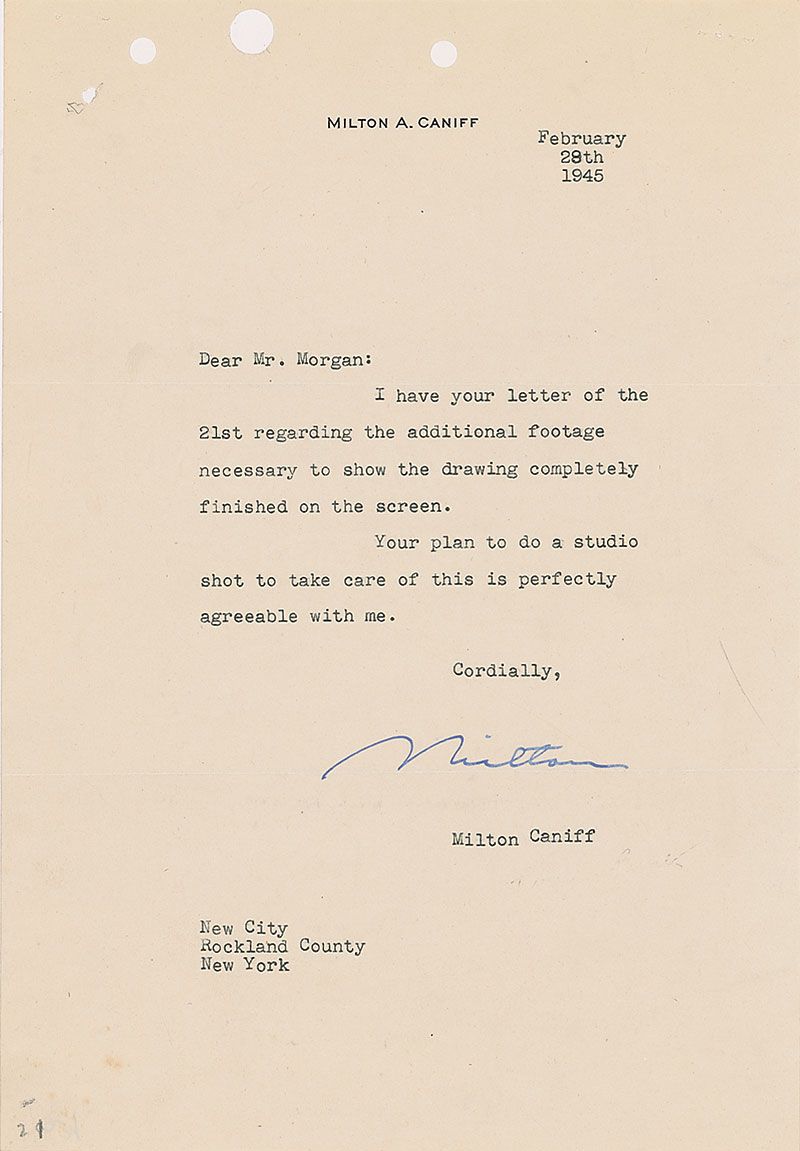 MILTON A. CANIFF
February
28th
1945
Dear Mr. Morgan:
I have your letter of the
21st regarding the additional footage
necessary to show the drawing completely
finished on the screen.
Your plan to do a studio
shot to take care of this is perfectly
agreeable with me.
Cordially,
Milton
Milton Caniff
New City
Rockland County
New York
21